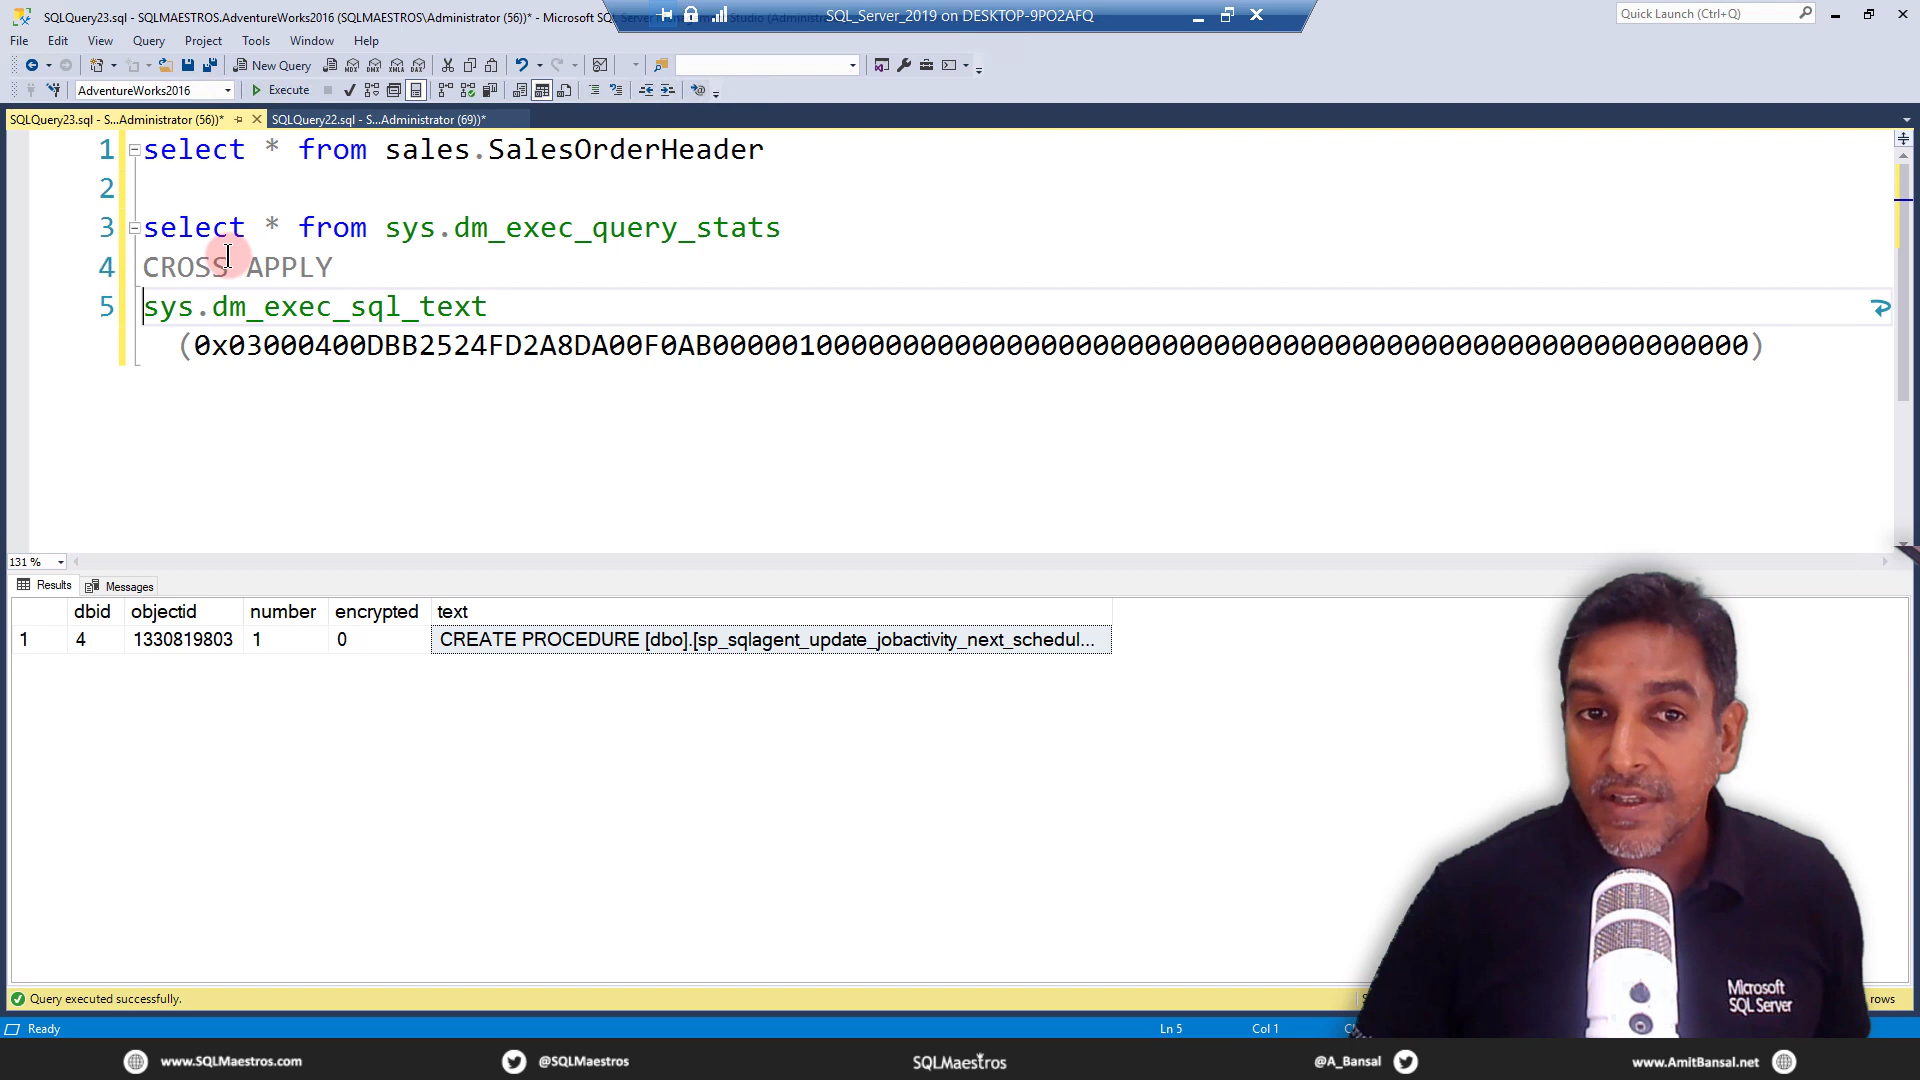 SQLQuery23.sql - SQLMAESTROS.AdventureWorks2016 (SQLMAESTROS\Administrator (56))* - Microsoft SQL Server Management Studio (Administrator)
SQL_Server_2019 on DESKTOP-9PO2AFQ
Quick Launch (Ctrl+Q)
File Edit View Query Project Tools Window Help
New Query
AdventureWorks2016
Execute
SQLQuery23.sql - S...Administrator (56))*
SQLQuery22.sql - S...Administrator (69))*
1 select * from sales.SalesOrderHeader
2
3 select * from sys.dm_exec_query_stats
4 CROSS APPLY
5 sys.dm_exec_sql_text
131 %
Results Messages
dbid objectid number encrypted text
1 4 1330819803 1 0 CREATE PROCEDURE [dbo].[sp_sqlagent_update_jobactivity_next_schedul...
Query executed successfully.
rows
Ready
Ln 5
Col 1
Microsoft
SQL Server
www.SQLMaestros.com
@SQLMaestros
SQLMaestros
@A_Bansal
www.AmitBansal.net